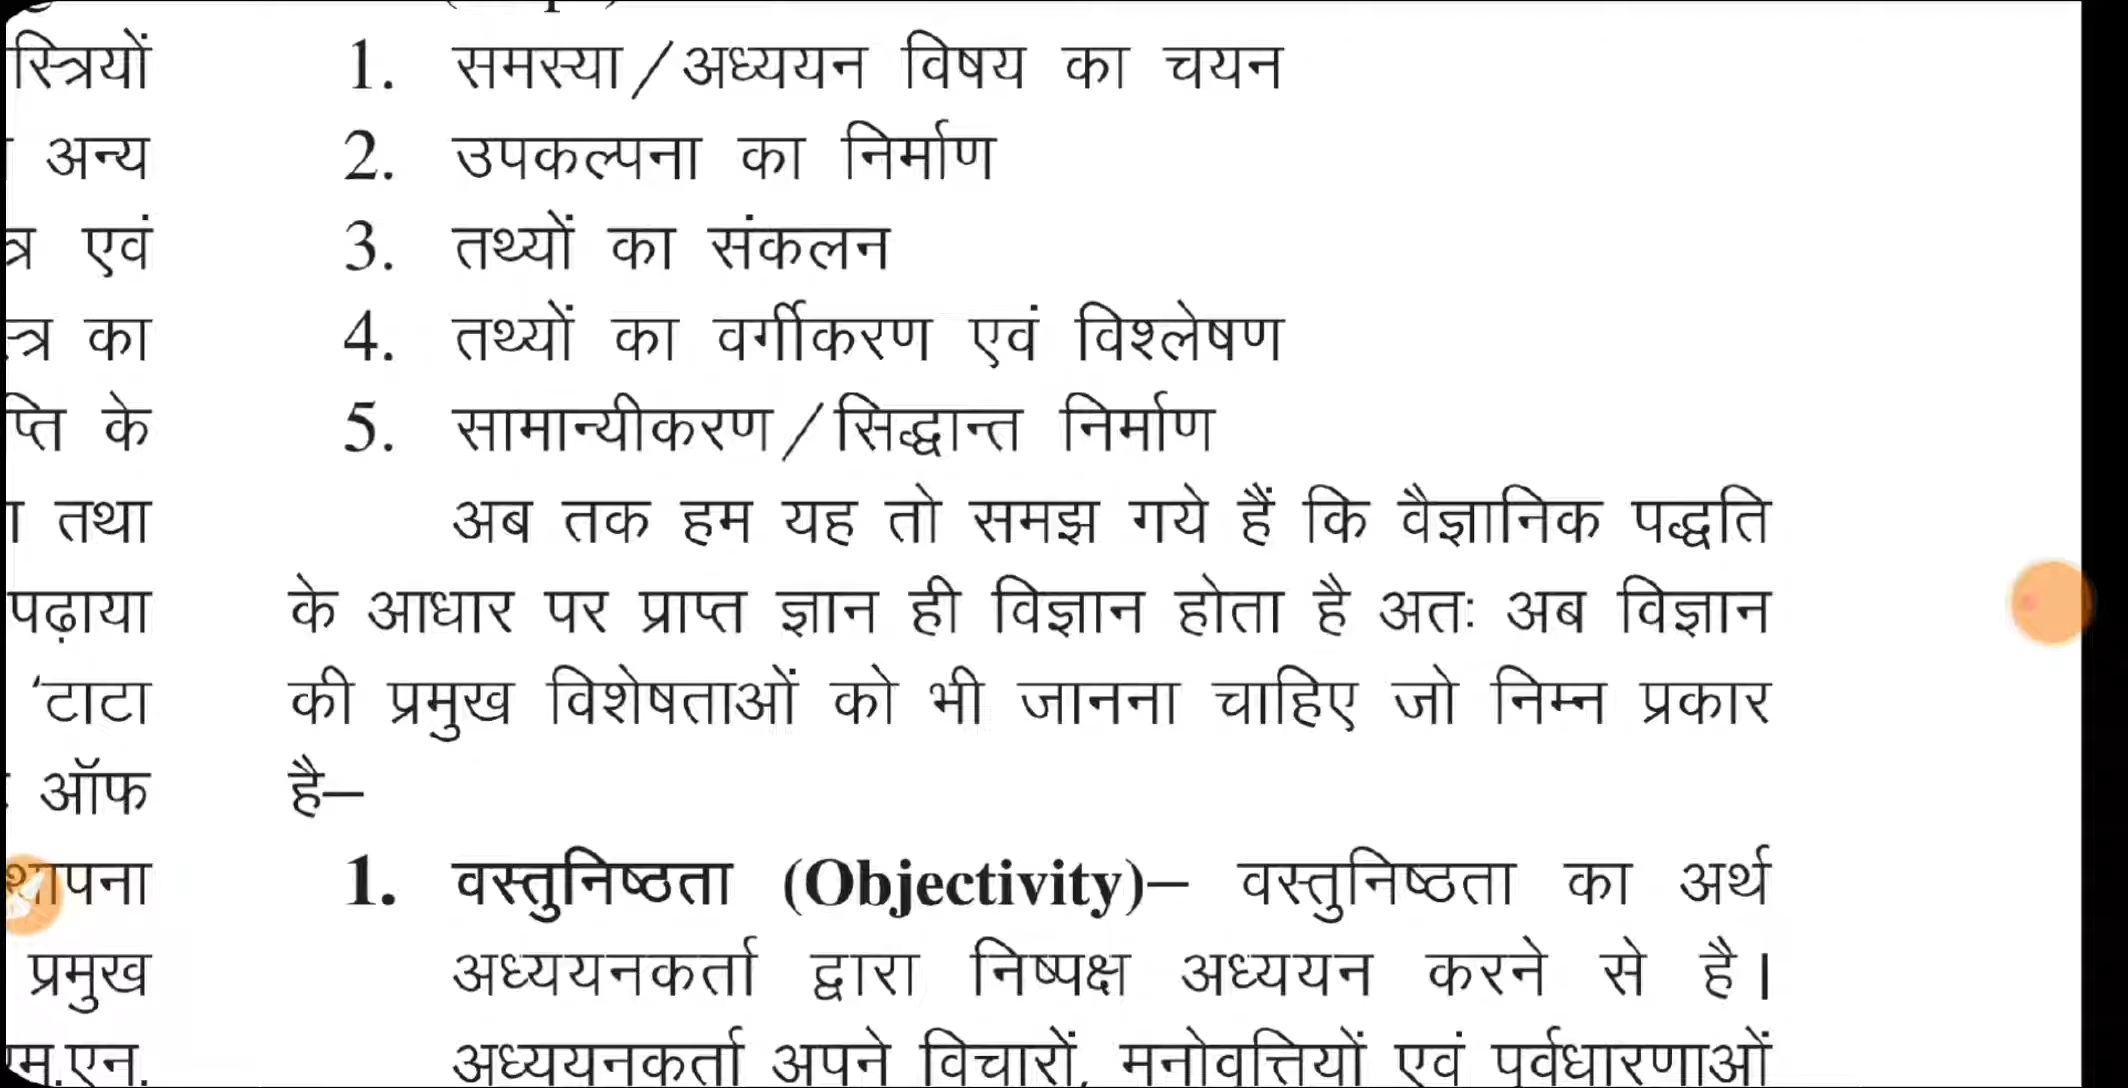 स्त्रियों
अन्य
एवं
का
के
तथा
पढ़ाया
'टाटा
ऑफ
प्रमुख
एम.एन.
1. समस्या/अध्ययन विषय का चयन
2. उपकल्पना का निर्माण
3. तथ्यों का संकलन
4. तथ्यों का वर्गीकरण एवं विश्लेषण
5. सामान्यीकरण/सिद्धान्त निर्माण
अब तक हम यह तो समझ गये हैं कि वैज्ञानिक पद्धति
के आधार पर प्राप्त ज्ञान ही विज्ञान होता है अतः अब विज्ञान
की प्रमुख विशेषताओं को भी जानना चाहिए जो निम्न प्रकार
है–
1. वस्तुनिष्ठता (Objectivity)– वस्तुनिष्ठता का अर्थ
अध्ययनकर्ता द्वारा निष्पक्ष अध्ययन करने से है।
अध्ययनकर्ता अपने विचारों, मनोवृत्तियों एवं पूर्वधारणाओं